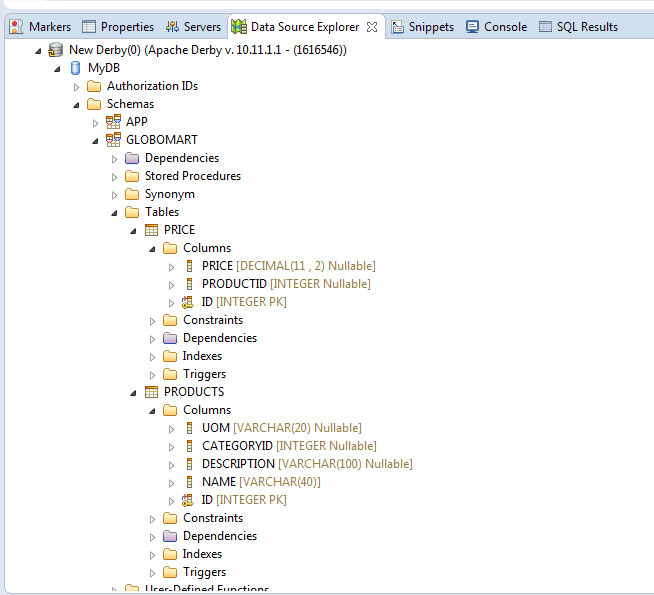 Markers Properties Servers Data Source Explorer Snippets Console SQL Results
New Derby(0) (Apache Derby v. 10.11.1.1 - (1616546))
MyDB
Authorization IDs
Schemas
APP
GLOBOMART
Dependencies
Stored Procedures
Synonym
Tables
PRICE
Columns
PRICE [DECIMAL(11 , 2) Nullable]
PRODUCTID [INTEGER Nullable]
ID [INTEGER PK]
Constraints
Dependencies
Indexes
Triggers
PRODUCTS
Columns
UOM [VARCHAR(20) Nullable]
CATEGORYID [INTEGER Nullable]
DESCRIPTION [VARCHAR(100) Nullable]
NAME [VARCHAR(40)]
ID [INTEGER PK]
Constraints
Dependencies
Indexes
Triggers
User-Defined Functions